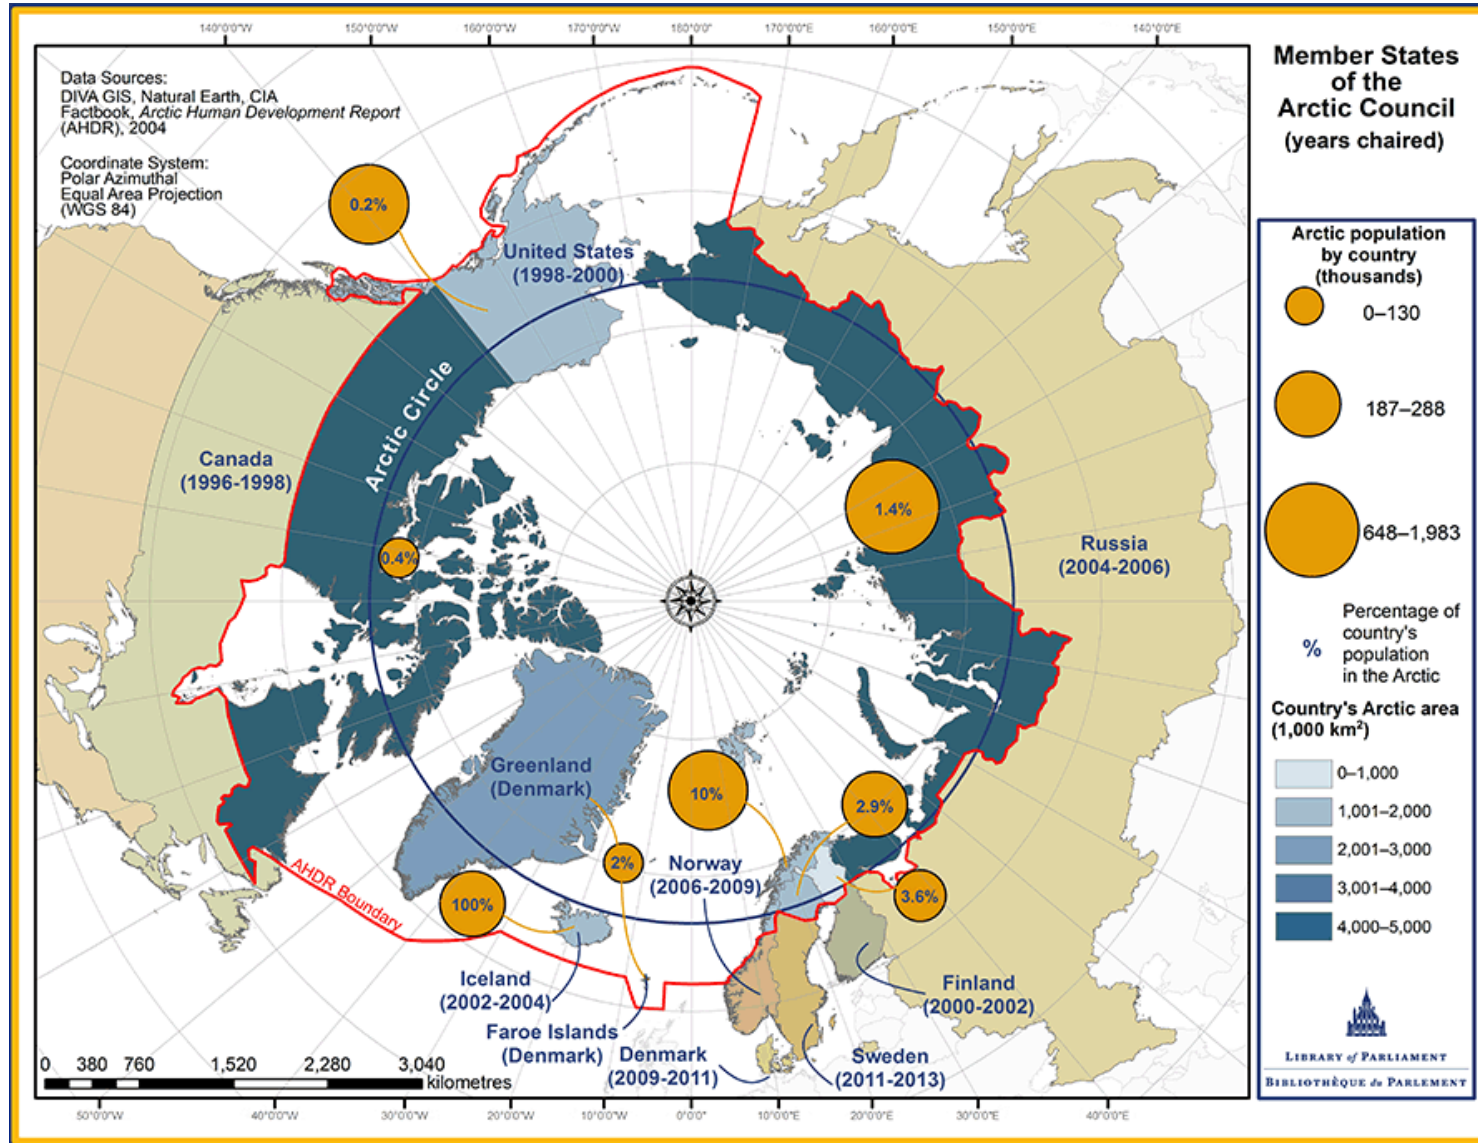 140°0'0"W
150°0'0"W
160°0'0"W
170°0'0"W
180°0'0"
170°0'0"E
160°0'0"E
150°0'0"E
140°0'0"E
Data Sources:
DIVA GIS, Natural Earth, CIA
Factbook, Arctic Human Development Report
(AHDR), 2004
Coordinate System:
Polar Azimuthal
Equal Area Projection
(WGS 84)
Member States
of the
Arctic Council
(years chaired)
0.2%
United States
(1998-2000)
Arctic Circle
Canada
(1996-1998)
0.4%
1.4%
Russia
(2004-2006)
Greenland
(Denmark)
10%
2.9%
2%
Norway
(2006-2009)
3.6%
100%
AHDR Boundary
Iceland
(2002-2004)
Faroe Islands
(Denmark)
Denmark
(2009-2011)
Sweden
(2011-2013)
Finland
(2000-2002)
Arctic population
by country
(thousands)
0–130
187–288
648–1,983
%
Percentage of
country's
population
in the Arctic
Country's Arctic area
(1,000 km²)
0–1,000
1,001–2,000
2,001–3,000
3,001–4,000
4,000–5,000
LIBRARY of PARLIAMENT
BIBLIOTHÈQUE du PARLEMENT
0 380 760 1,520 2,280 3,040
kilometres
50°0'0"W
40°0'0"W
30°0'0"W
20°0'0"W
10°0'0"W
0°0'0"
10°0'0"E
20°0'0"E
30°0'0"E
40°0'0"E